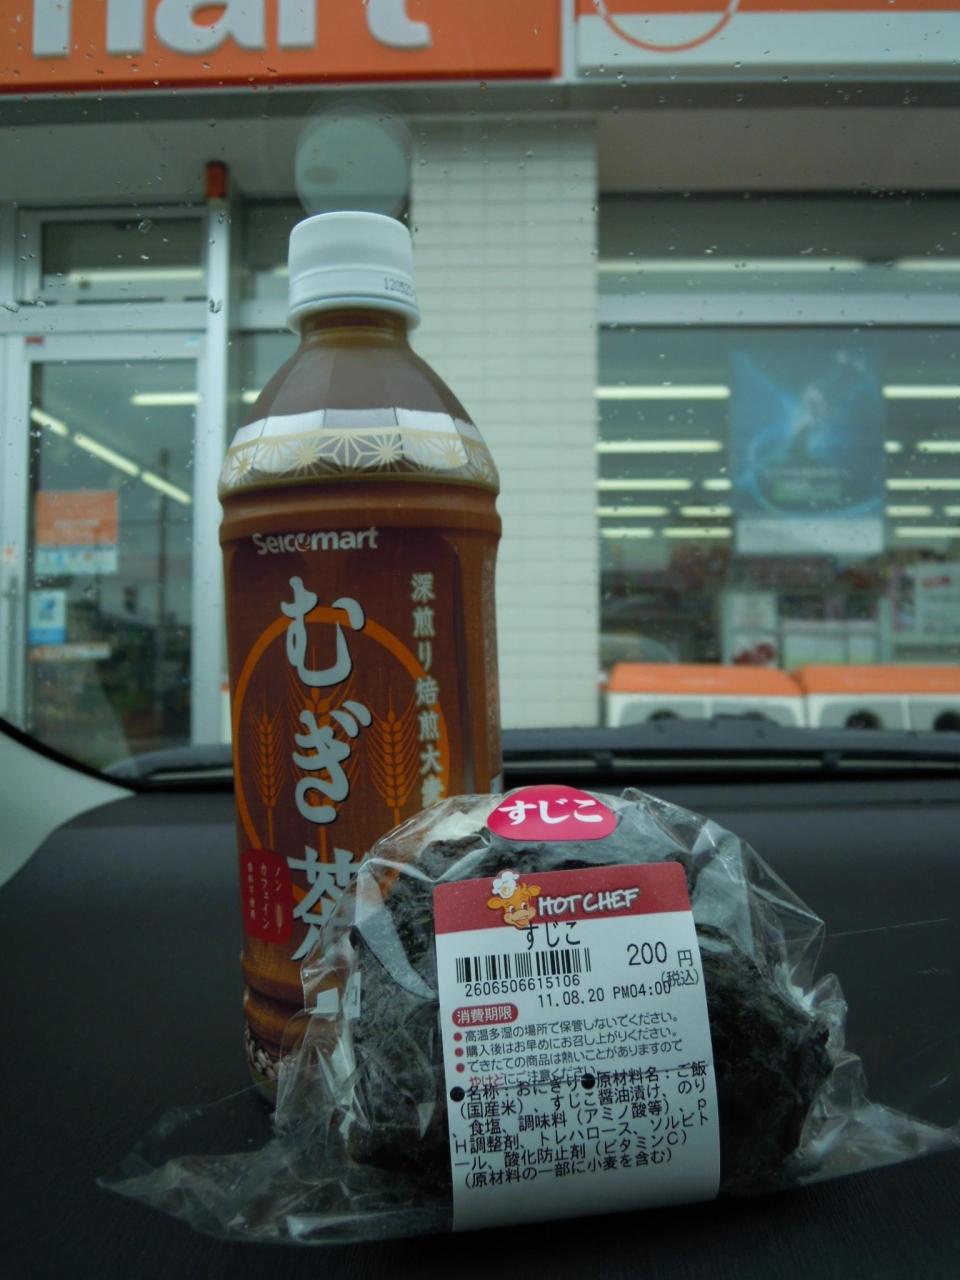 mart
Seicomart
むぎ茶
深煎り焙煎大麦
ノンカフェイン
すじこ
HOT CHEF
すじこ
200円
(税込)
2606506615106
11.08.20 PM04:00
消費期限
●高温多湿の場所で保管しないでください。
●購入後はお早めにお召し上がりください。
●できたての商品は熱いことがありますので
やけどにご注意ください。
●名称：おにぎり●原材料名：ご飯
(国産米)、すじこ醤油漬け、のり
、食塩、調味料（アミノ酸等）、ｐ
Ｈ調整剤、トレハロース、ソルビト
ール、酸化防止剤（ビタミンＣ）
(原材料の一部に小麦を含む)